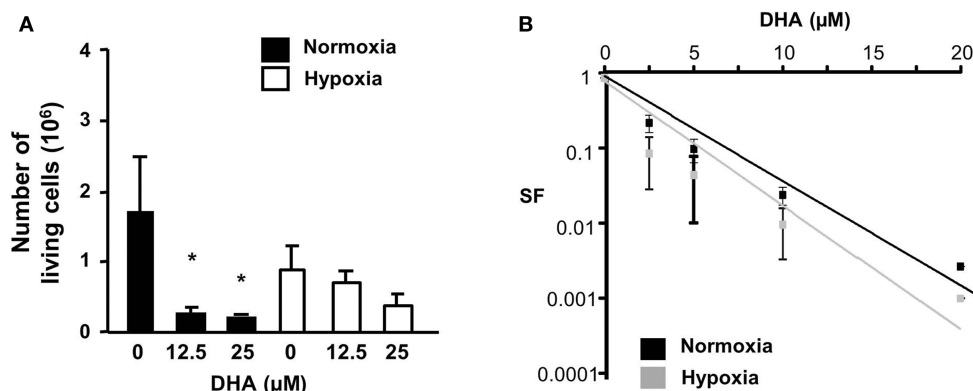 A
Normoxia
Hypoxia
4
3
2
1
0
Number of
living cells (10⁶)
*
*
0 12.5 25 0 12.5 25
DHA (µM)
B
DHA (µM)
0 5 10 15 20
1
0.1
0.01
0.001
0.0001
SF
Normoxia
Hypoxia